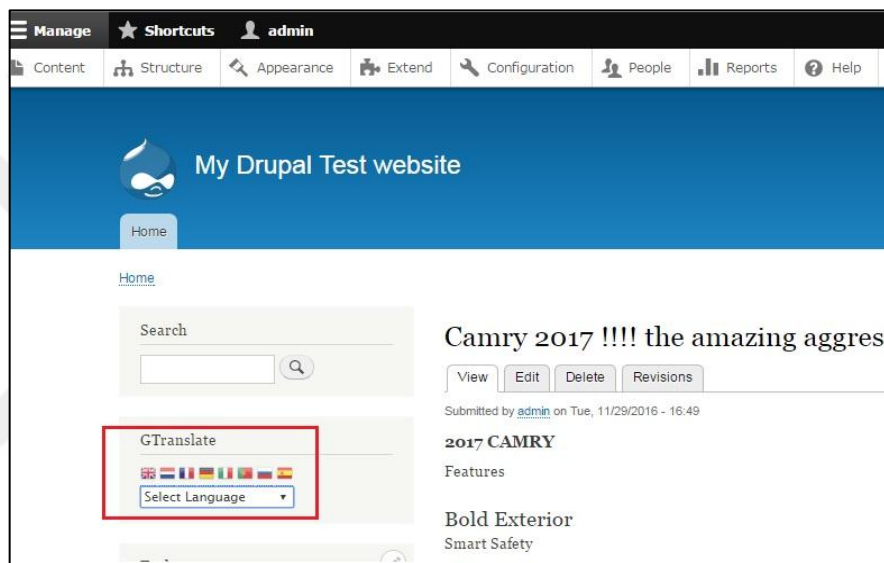 Manage Shortcuts admin
Content Structure Appearance Extend Configuration People Reports Help
My Drupal Test website
Home
Home
Search
GTranslate
Select Language
Camry 2017 !!!! the amazing aggres
View Edit Delete Revisions
Submitted by admin on Tue, 11/29/2016 - 16:49
2017 CAMRY
Features
Bold Exterior
Smart Safety